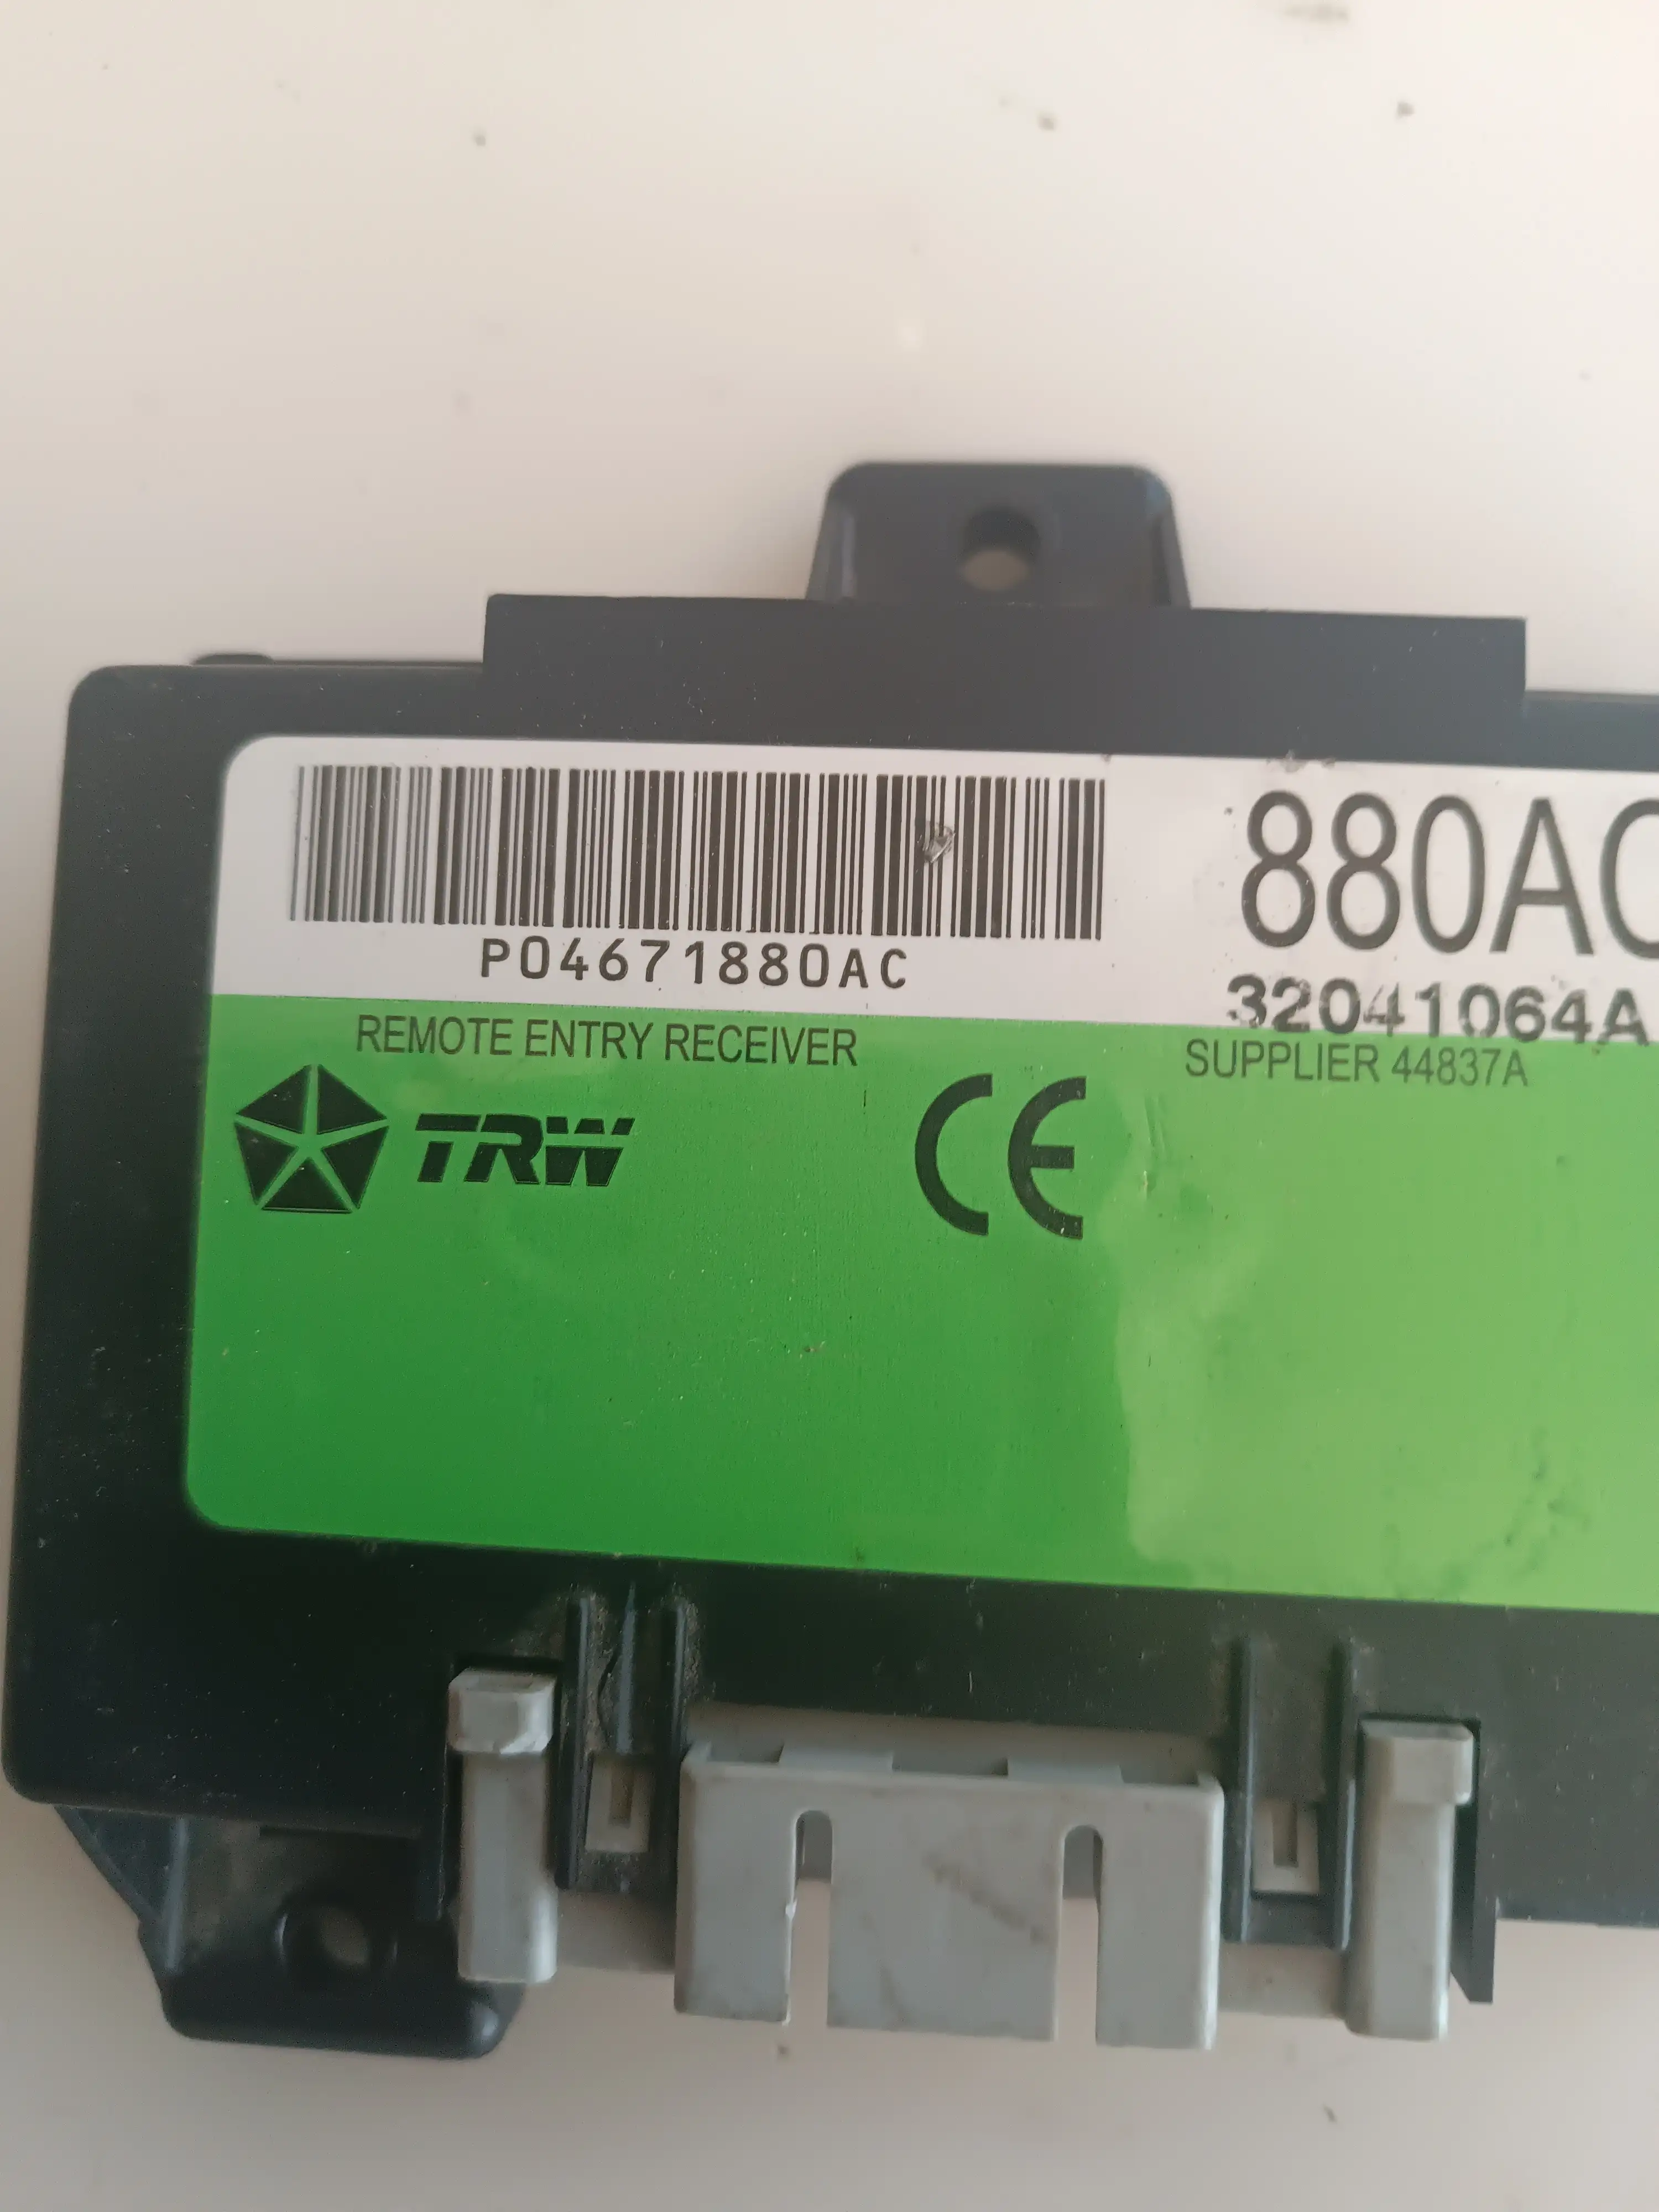 P04671880AC
880AC
32041064A
REMOTE ENTRY RECEIVER
SUPPLIER 44837A
TRW
CE